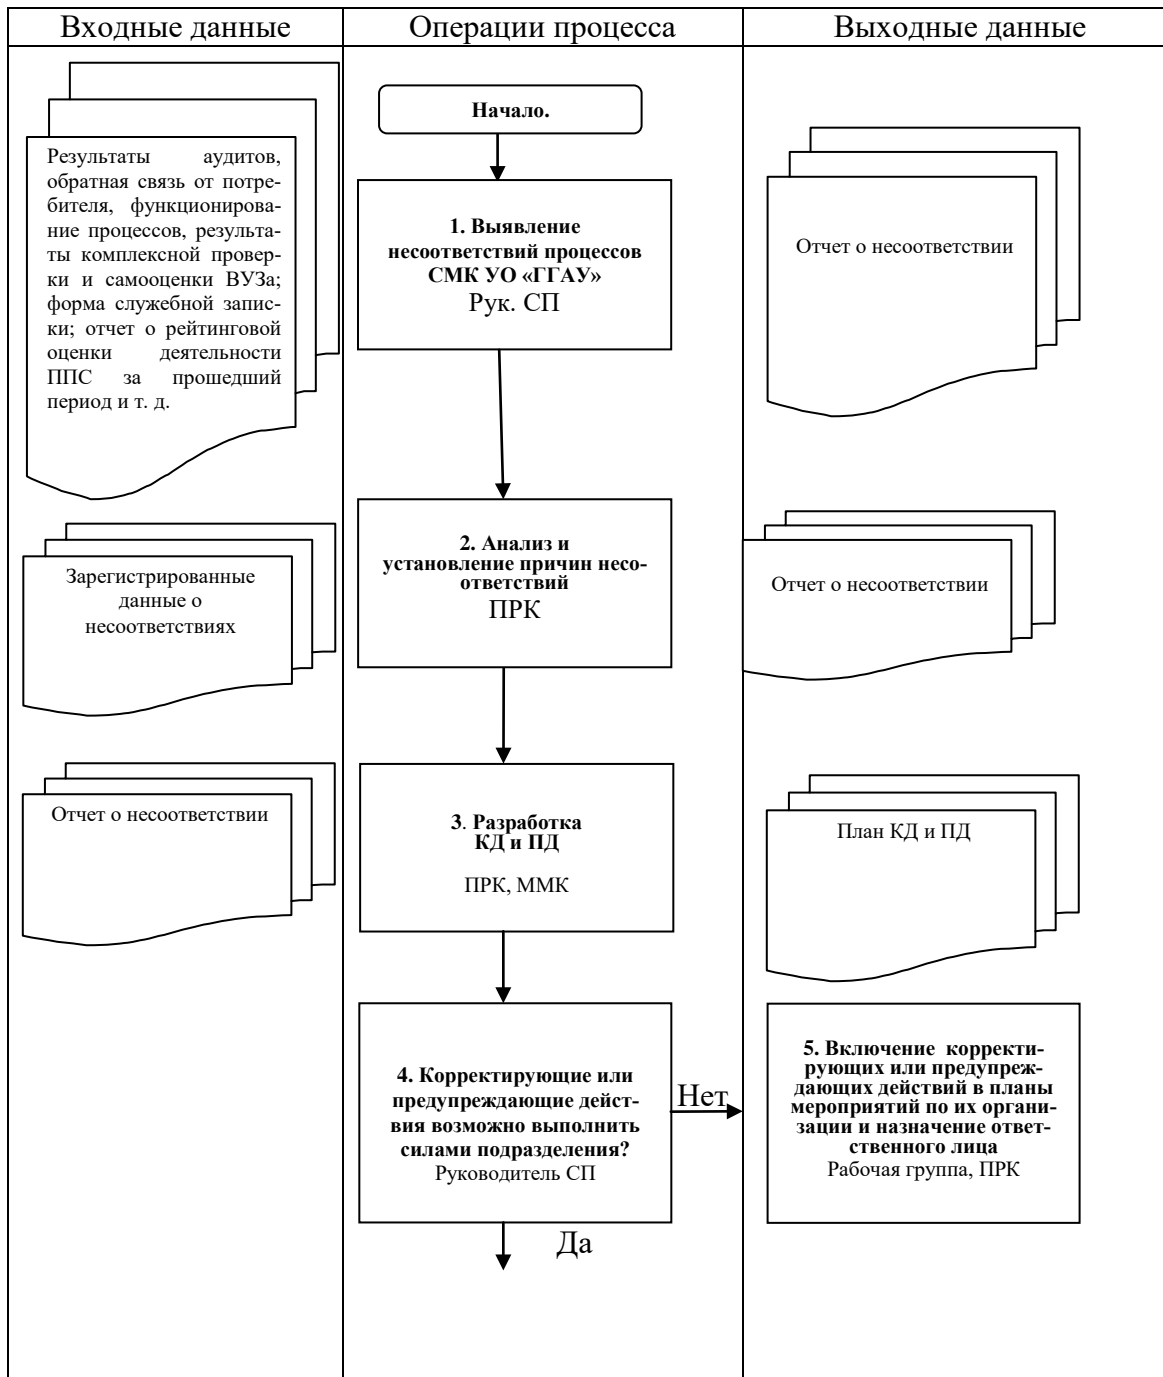 Входные данные
Операции процесса
Выходные данные
Начало.
Результаты аудитов,
обратная связь от потре-
бителя, функционирова-
ние процессов, результа-
ты комплексной провер-
ки и самооценки ВУЗа;
форма служебной запис-
ки; отчет о рейтинговой
оценки деятельности
ППС за прошедший
период и т. д.
1. Выявление
несоответствий процессов
СМК УО «ГГАУ»
Рук. СП
Отчет о несоответствии
Зарегистрированные
данные о
несоответствиях
2. Анализ и
установление причин несо-
ответствий
ПРК
Отчет о несоответствии
Отчет о несоответствии
3. Разработка
КД и ПД
ПРК, ММК
План КД и ПД
4. Корректирующие или
предупреждающие дейст-
вия возможно выполнить
силами подразделения?
Руководитель СП
Нет
5. Включение корректи-
рующих или предупреж-
дающих действий в планы
мероприятий по их органи-
зации и назначение ответ-
ственного лица
Рабочая группа, ПРК
Да